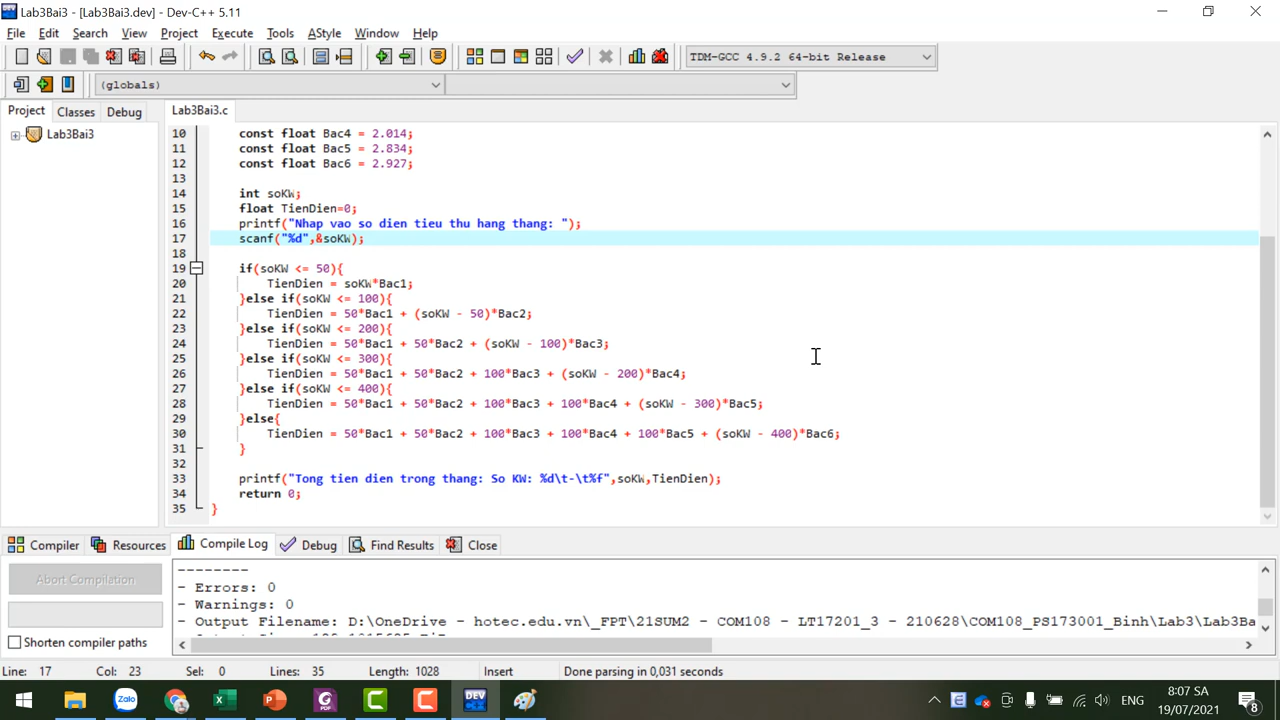 Lab3Bai3 - [Lab3Bai3.dev] - Dev-C++ 5.11
File Edit Search View Project Execute Tools AStyle Window Help
TDM-GCC 4.9.2 64-bit Release
(globals)
Project Classes Debug
Lab3Bai3.c
Lab3Bai3
10 const float Bac4 = 2.014;
11 const float Bac5 = 2.834;
12 const float Bac6 = 2.927;
13
14 int soKW;
15 float TienDien=0;
16 printf("Nhap vao so dien tieu thu hang thang: ");
17 scanf("%d",&soKW);
18
19 if(soKW <= 50){
20 TienDien = soKW*Bac1;
21 }else if(soKW <= 100){
22 TienDien = 50*Bac1 + (soKW - 50)*Bac2;
23 }else if(soKW <= 200){
24 TienDien = 50*Bac1 + 50*Bac2 + (soKW - 100)*Bac3;
25 }else if(soKW <= 300){
26 TienDien = 50*Bac1 + 50*Bac2 + 100*Bac3 + (soKW - 200)*Bac4;
27 }else if(soKW <= 400){
28 TienDien = 50*Bac1 + 50*Bac2 + 100*Bac3 + 100*Bac4 + (soKW - 300)*Bac5;
29 }else{
30 TienDien = 50*Bac1 + 50*Bac2 + 100*Bac3 + 100*Bac4 + 100*Bac5 + (soKW - 400)*Bac6;
31 }
32
33 printf("Tong tien dien trong thang: So KW: %d\t-\t%f",soKW,TienDien);
34 return 0;
35 }
Compiler Resources Compile Log Debug Find Results Close
Abort Compilation
Shorten compiler paths
--------
- Errors: 0
- Warnings: 0
- Output Filename: D:\OneDrive - hotec.edu.vn\_FPT\21SUM2 - COM108 - LT17201_3 - 210628\COM108_PS173001_Binh\Lab3\Lab3Ba
Line: 17 Col: 23 Sel: 0 Lines: 35 Length: 1028 Insert Done parsing in 0,031 seconds
Zalo
PDF
DEV
ENG
8:07 SA
19/07/2021
8